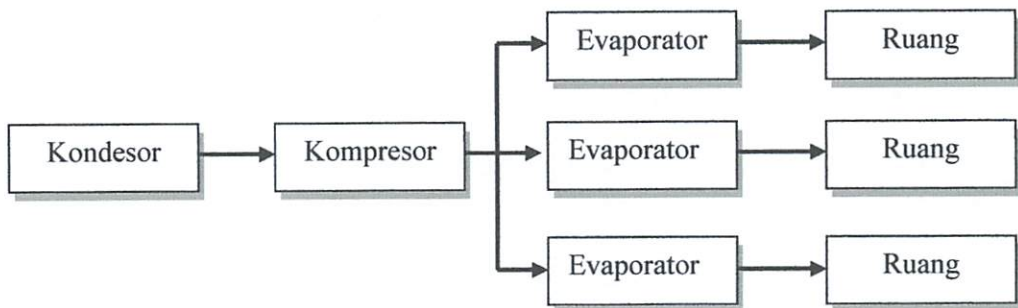 Evaporator
Ruang
Kondesor
Kompresor
Evaporator
Ruang
Evaporator
Ruang